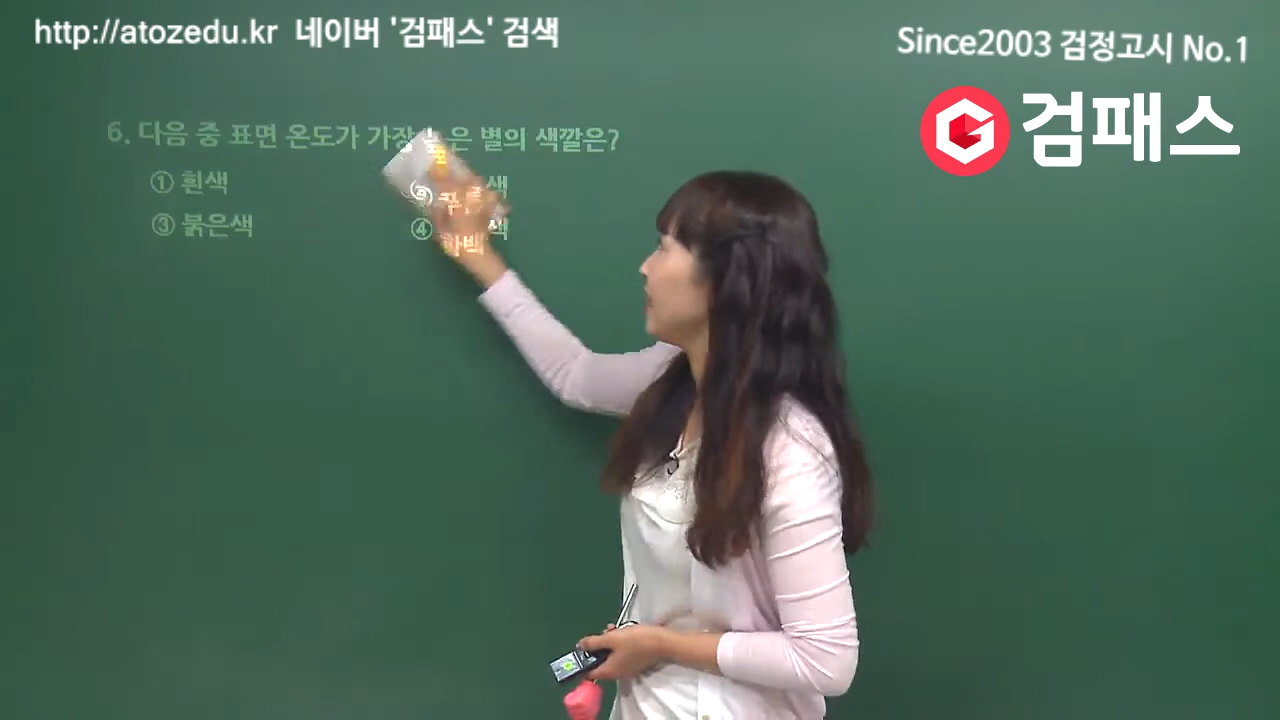 http://atozedu.kr 네이버 '검패스' 검색
Since2003 검정고시 No.1
검패스
6. 다음 중 표면 온도가 가장 은 별의 색깔은?
① 흰색
③ 붉은색
④